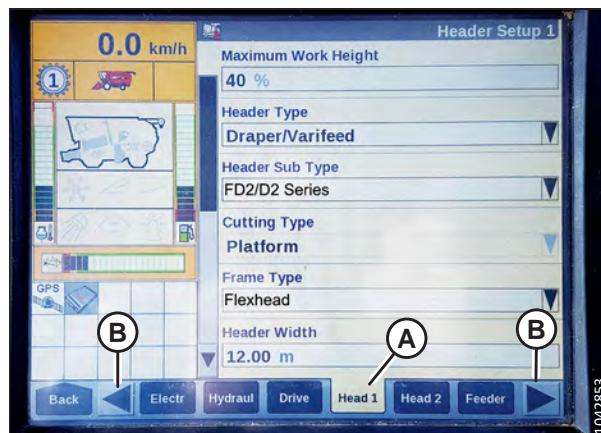 0.0 km/h
1
GPS
Header Setup 1
Maximum Work Height
40 %
Header Type
Draper/Varifeed
Header Sub Type
FD2/D2 Series
Cutting Type
Platform
Frame Type
Flexhead
Header Width
12.00 m
B
A
B
Back
Electr
Hydraul
Drive
Head 1
Head 2
Feeder
1042853